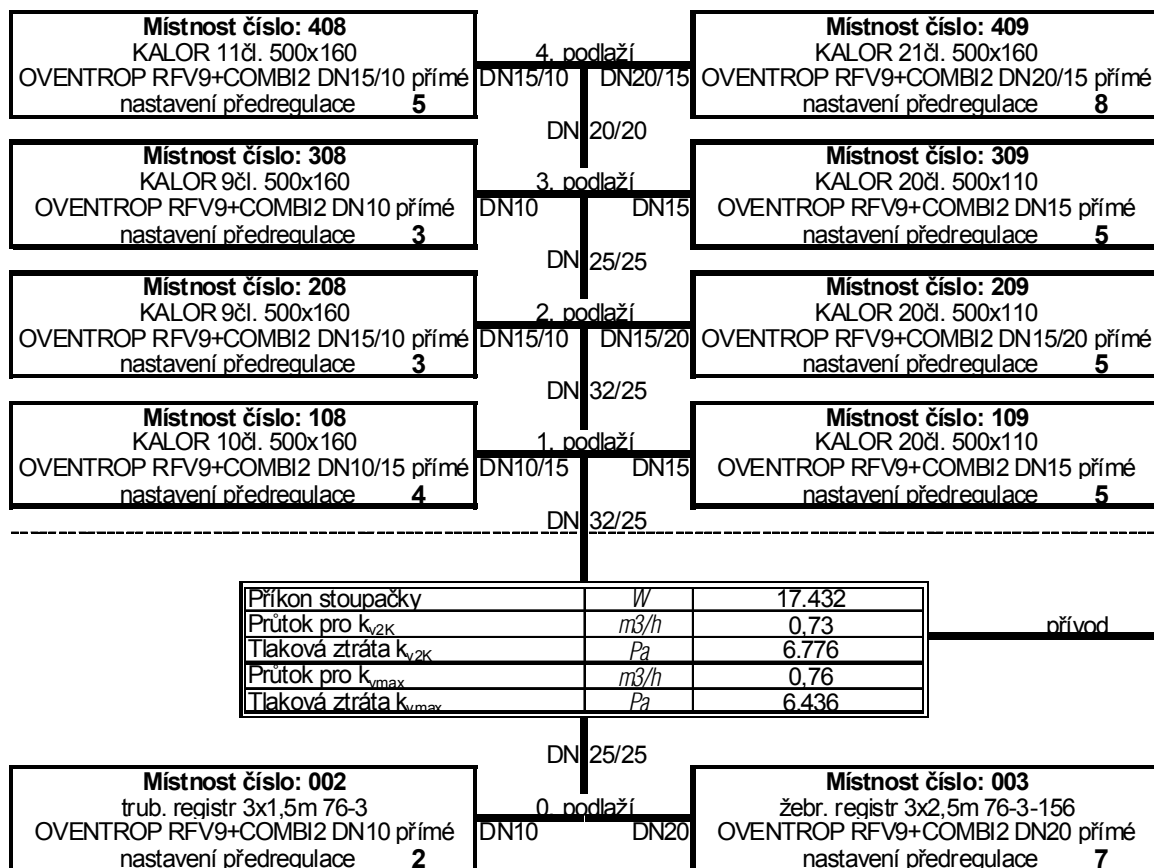 Místnost číslo: 408
KALOR 11čl. 500x160
OVENTROP RFV9+COMBI2 DN15/10 přímé
nastavení předregulace 5
4. podlaží
DN15/10 DN20/15
Místnost číslo: 409
KALOR 21čl. 500x160
OVENTROP RFV9+COMBI2 DN20/15 přímé
nastavení předregulace 8
DN 20/20
Místnost číslo: 308
KALOR 9čl. 500x160
OVENTROP RFV9+COMBI2 DN10 přímé
nastavení předregulace 3
3. podlaží
DN10 DN15
Místnost číslo: 309
KALOR 20čl. 500x110
OVENTROP RFV9+COMBI2 DN15 přímé
nastavení předregulace 5
DN 25/25
Místnost číslo: 208
KALOR 9čl. 500x160
OVENTROP RFV9+COMBI2 DN15/10 přímé
nastavení předregulace 3
2. podlaží
DN15/10 DN15/20
Místnost číslo: 209
KALOR 20čl. 500x110
OVENTROP RFV9+COMBI2 DN15/20 přímé
nastavení předregulace 5
DN 32/25
Místnost číslo: 108
KALOR 10čl. 500x160
OVENTROP RFV9+COMBI2 DN10/15 přímé
nastavení předregulace 4
1. podlaží
DN10/15 DN15
Místnost číslo: 109
KALOR 20čl. 500x110
OVENTROP RFV9+COMBI2 DN15 přímé
nastavení předregulace 5
DN 32/25
Příkon stoupačky W 17.432
Průtok pro kv2K m3/h 0,73
Tlaková ztráta kv2K Pa 6.776
Průtok pro kvmax m3/h 0,76
Tlaková ztráta kvmax Pa 6.436
přívod
DN 25/25
Místnost číslo: 002
trub. registr 3x1,5m 76-3
OVENTROP RFV9+COMBI2 DN10 přímé
nastavení předregulace 2
0. podlaží
DN10 DN20
Místnost číslo: 003
žebr. registr 3x2,5m 76-3-156
OVENTROP RFV9+COMBI2 DN20 přímé
nastavení předregulace 7